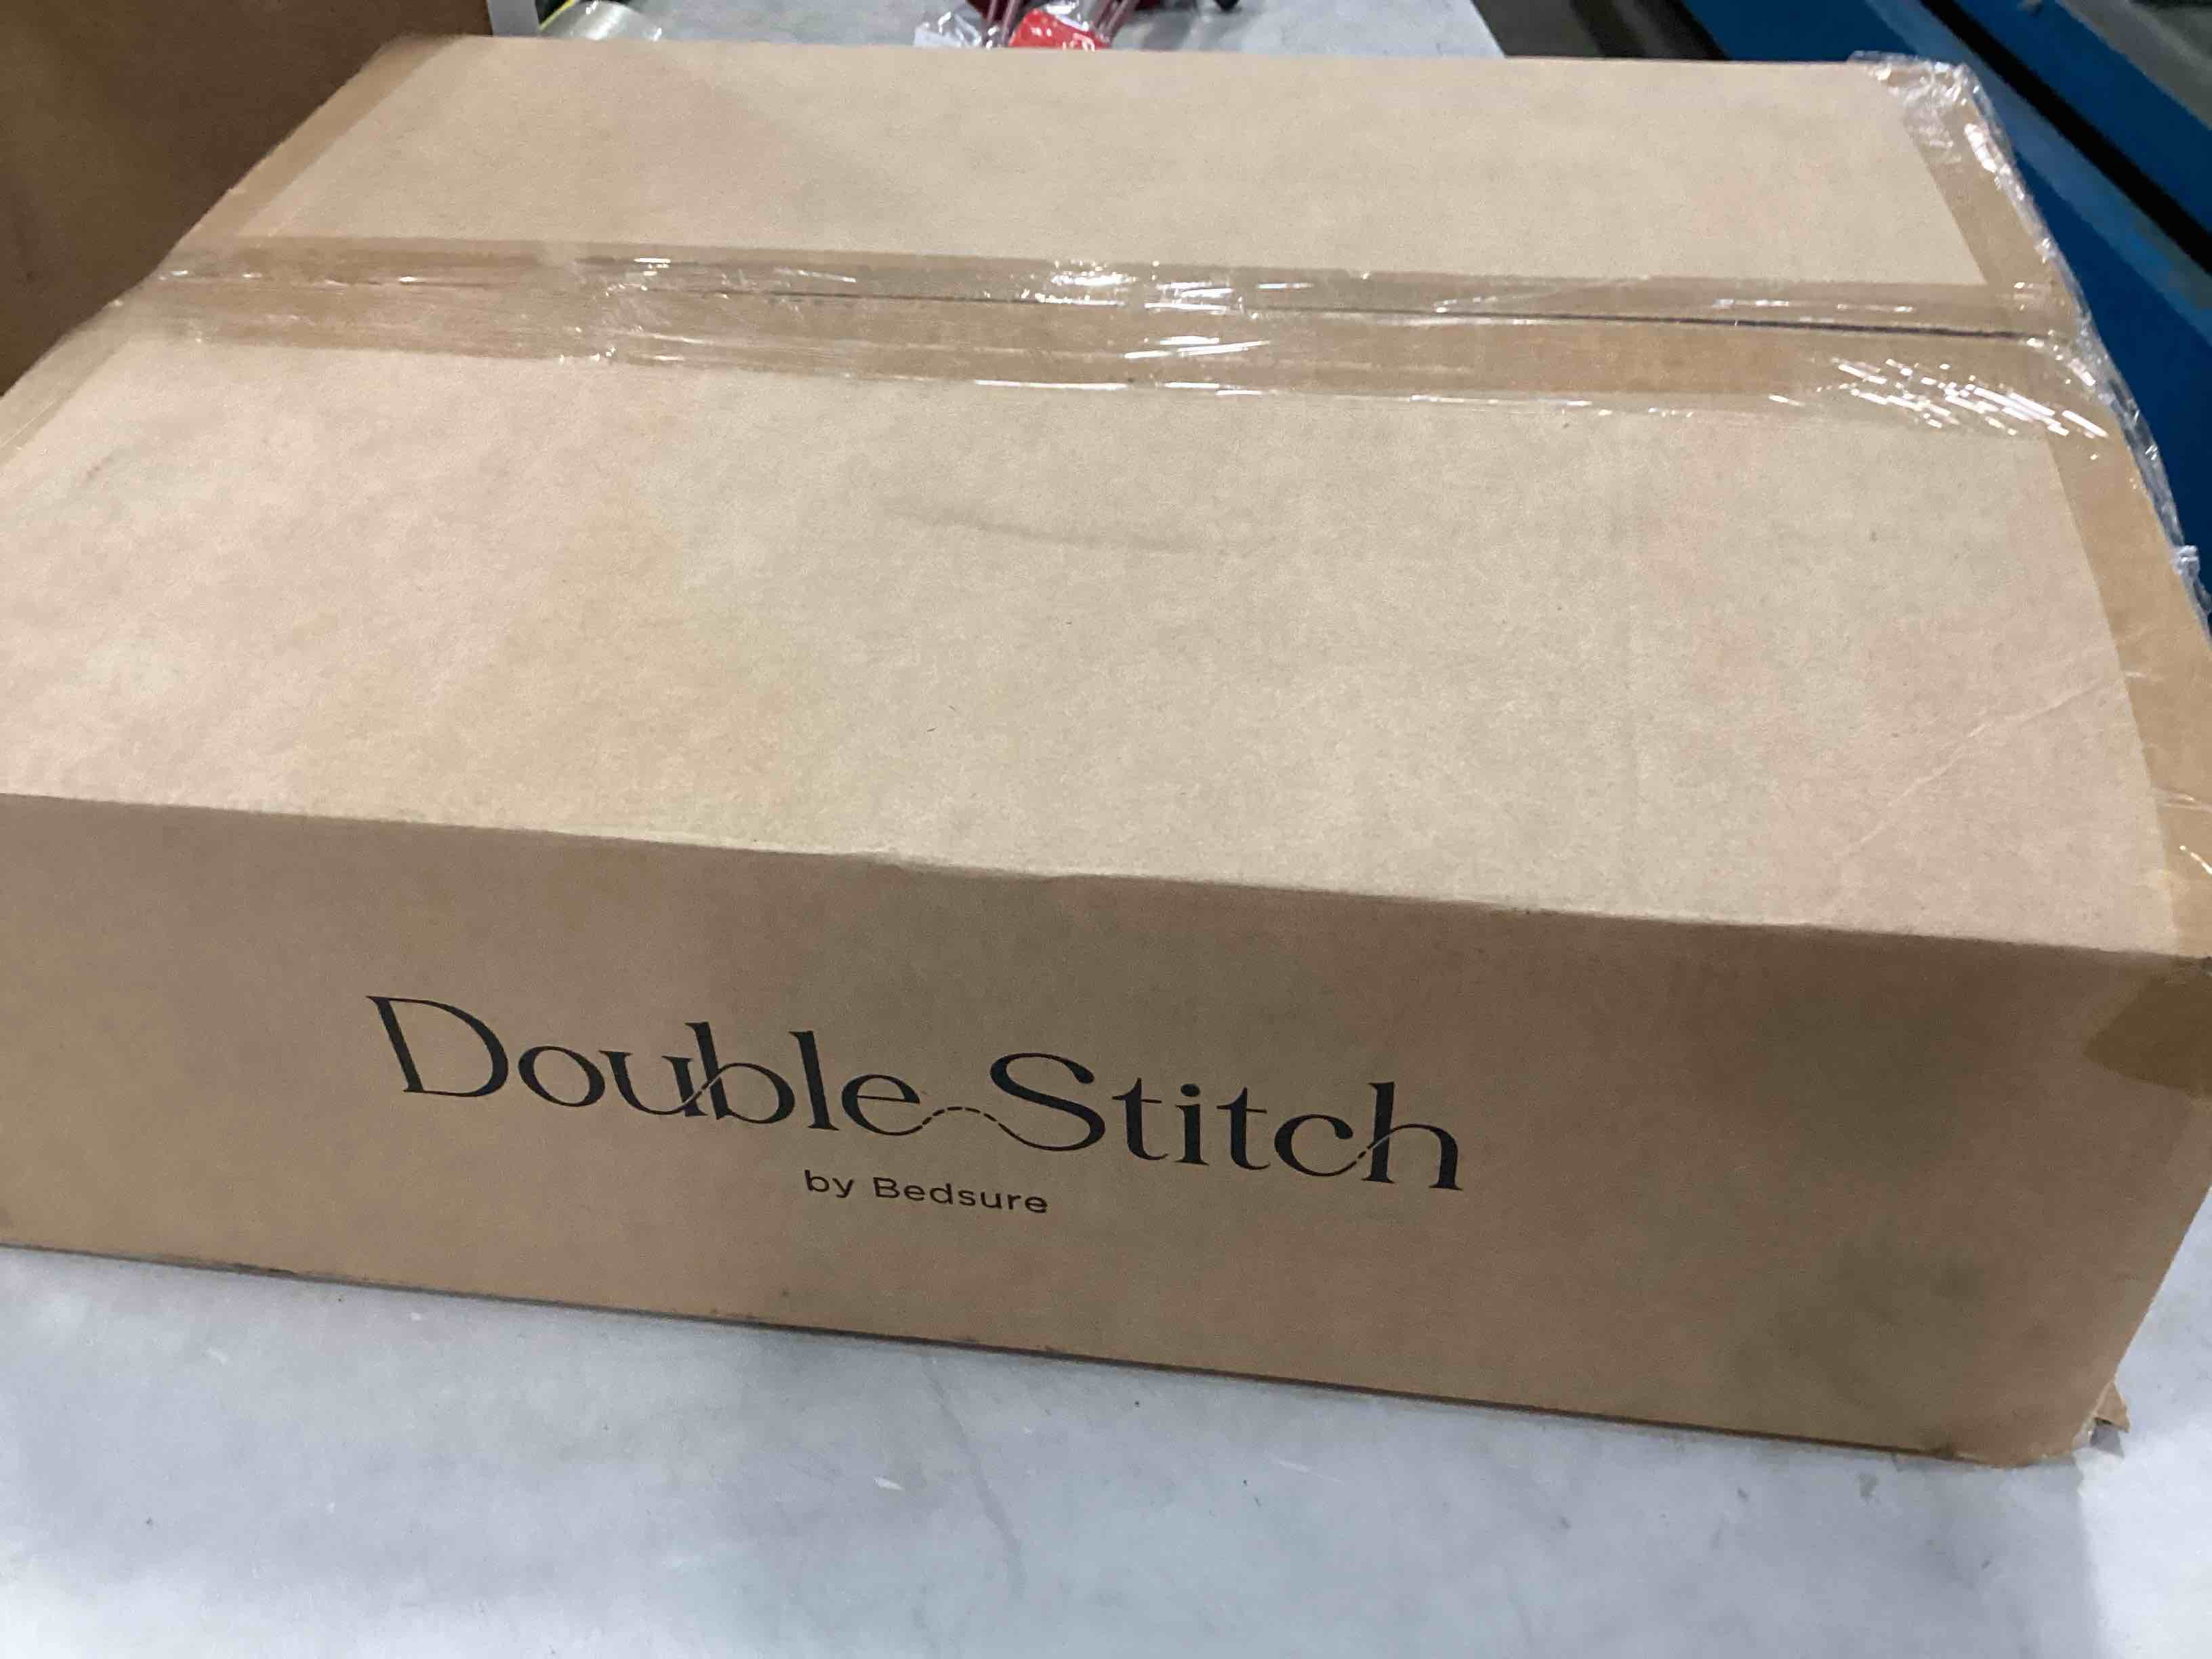 Double Stitch
by Bedsure